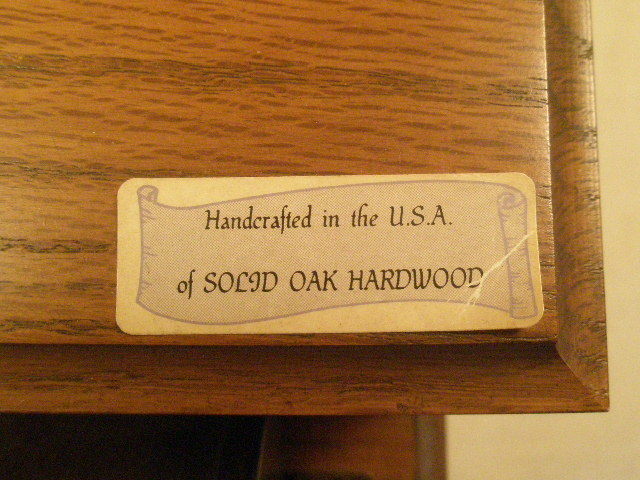 Handcrafted in the U.S.A.
of SOLID OAK HARDWOOD